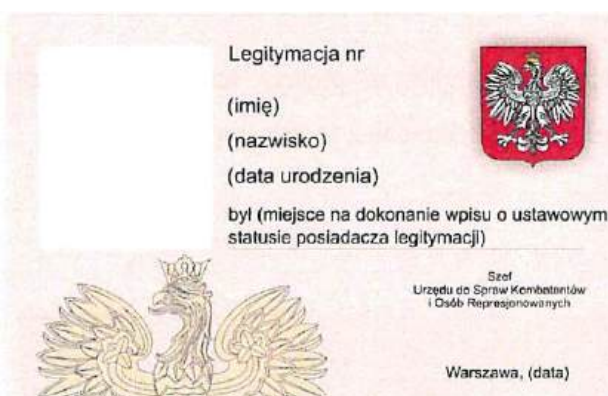 Legitymacja nr
(imię)
(nazwisko)
(data urodzenia)
był (miejsce na dokonanie wpisu o ustawowym
statusie posiadacza legitymacji)
Szef
Urzędu do Spraw Kombatantów
i Osób Represjonowanych
Warszawa, (data)